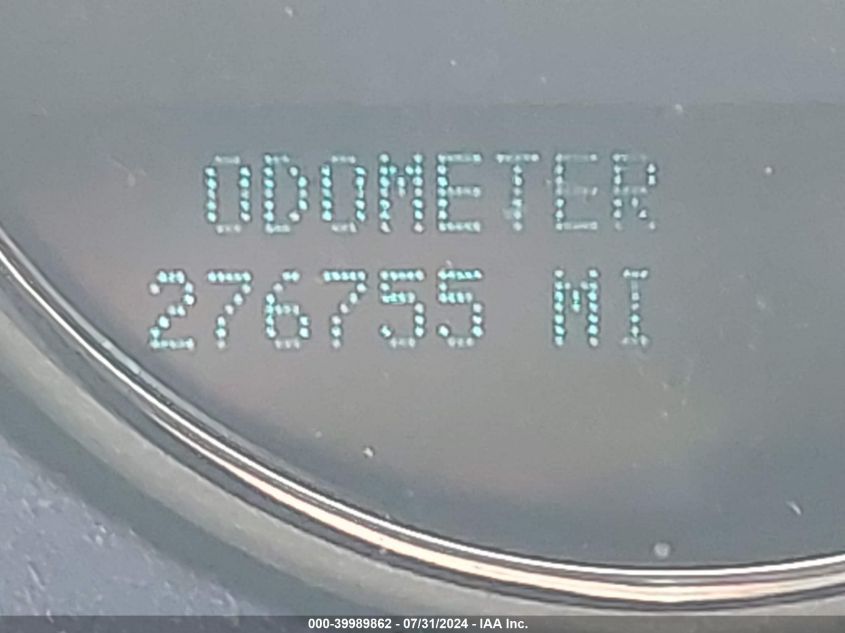 ODOMETER
276755 MI
000-39989862 - 07/31/2024 - IAA Inc.